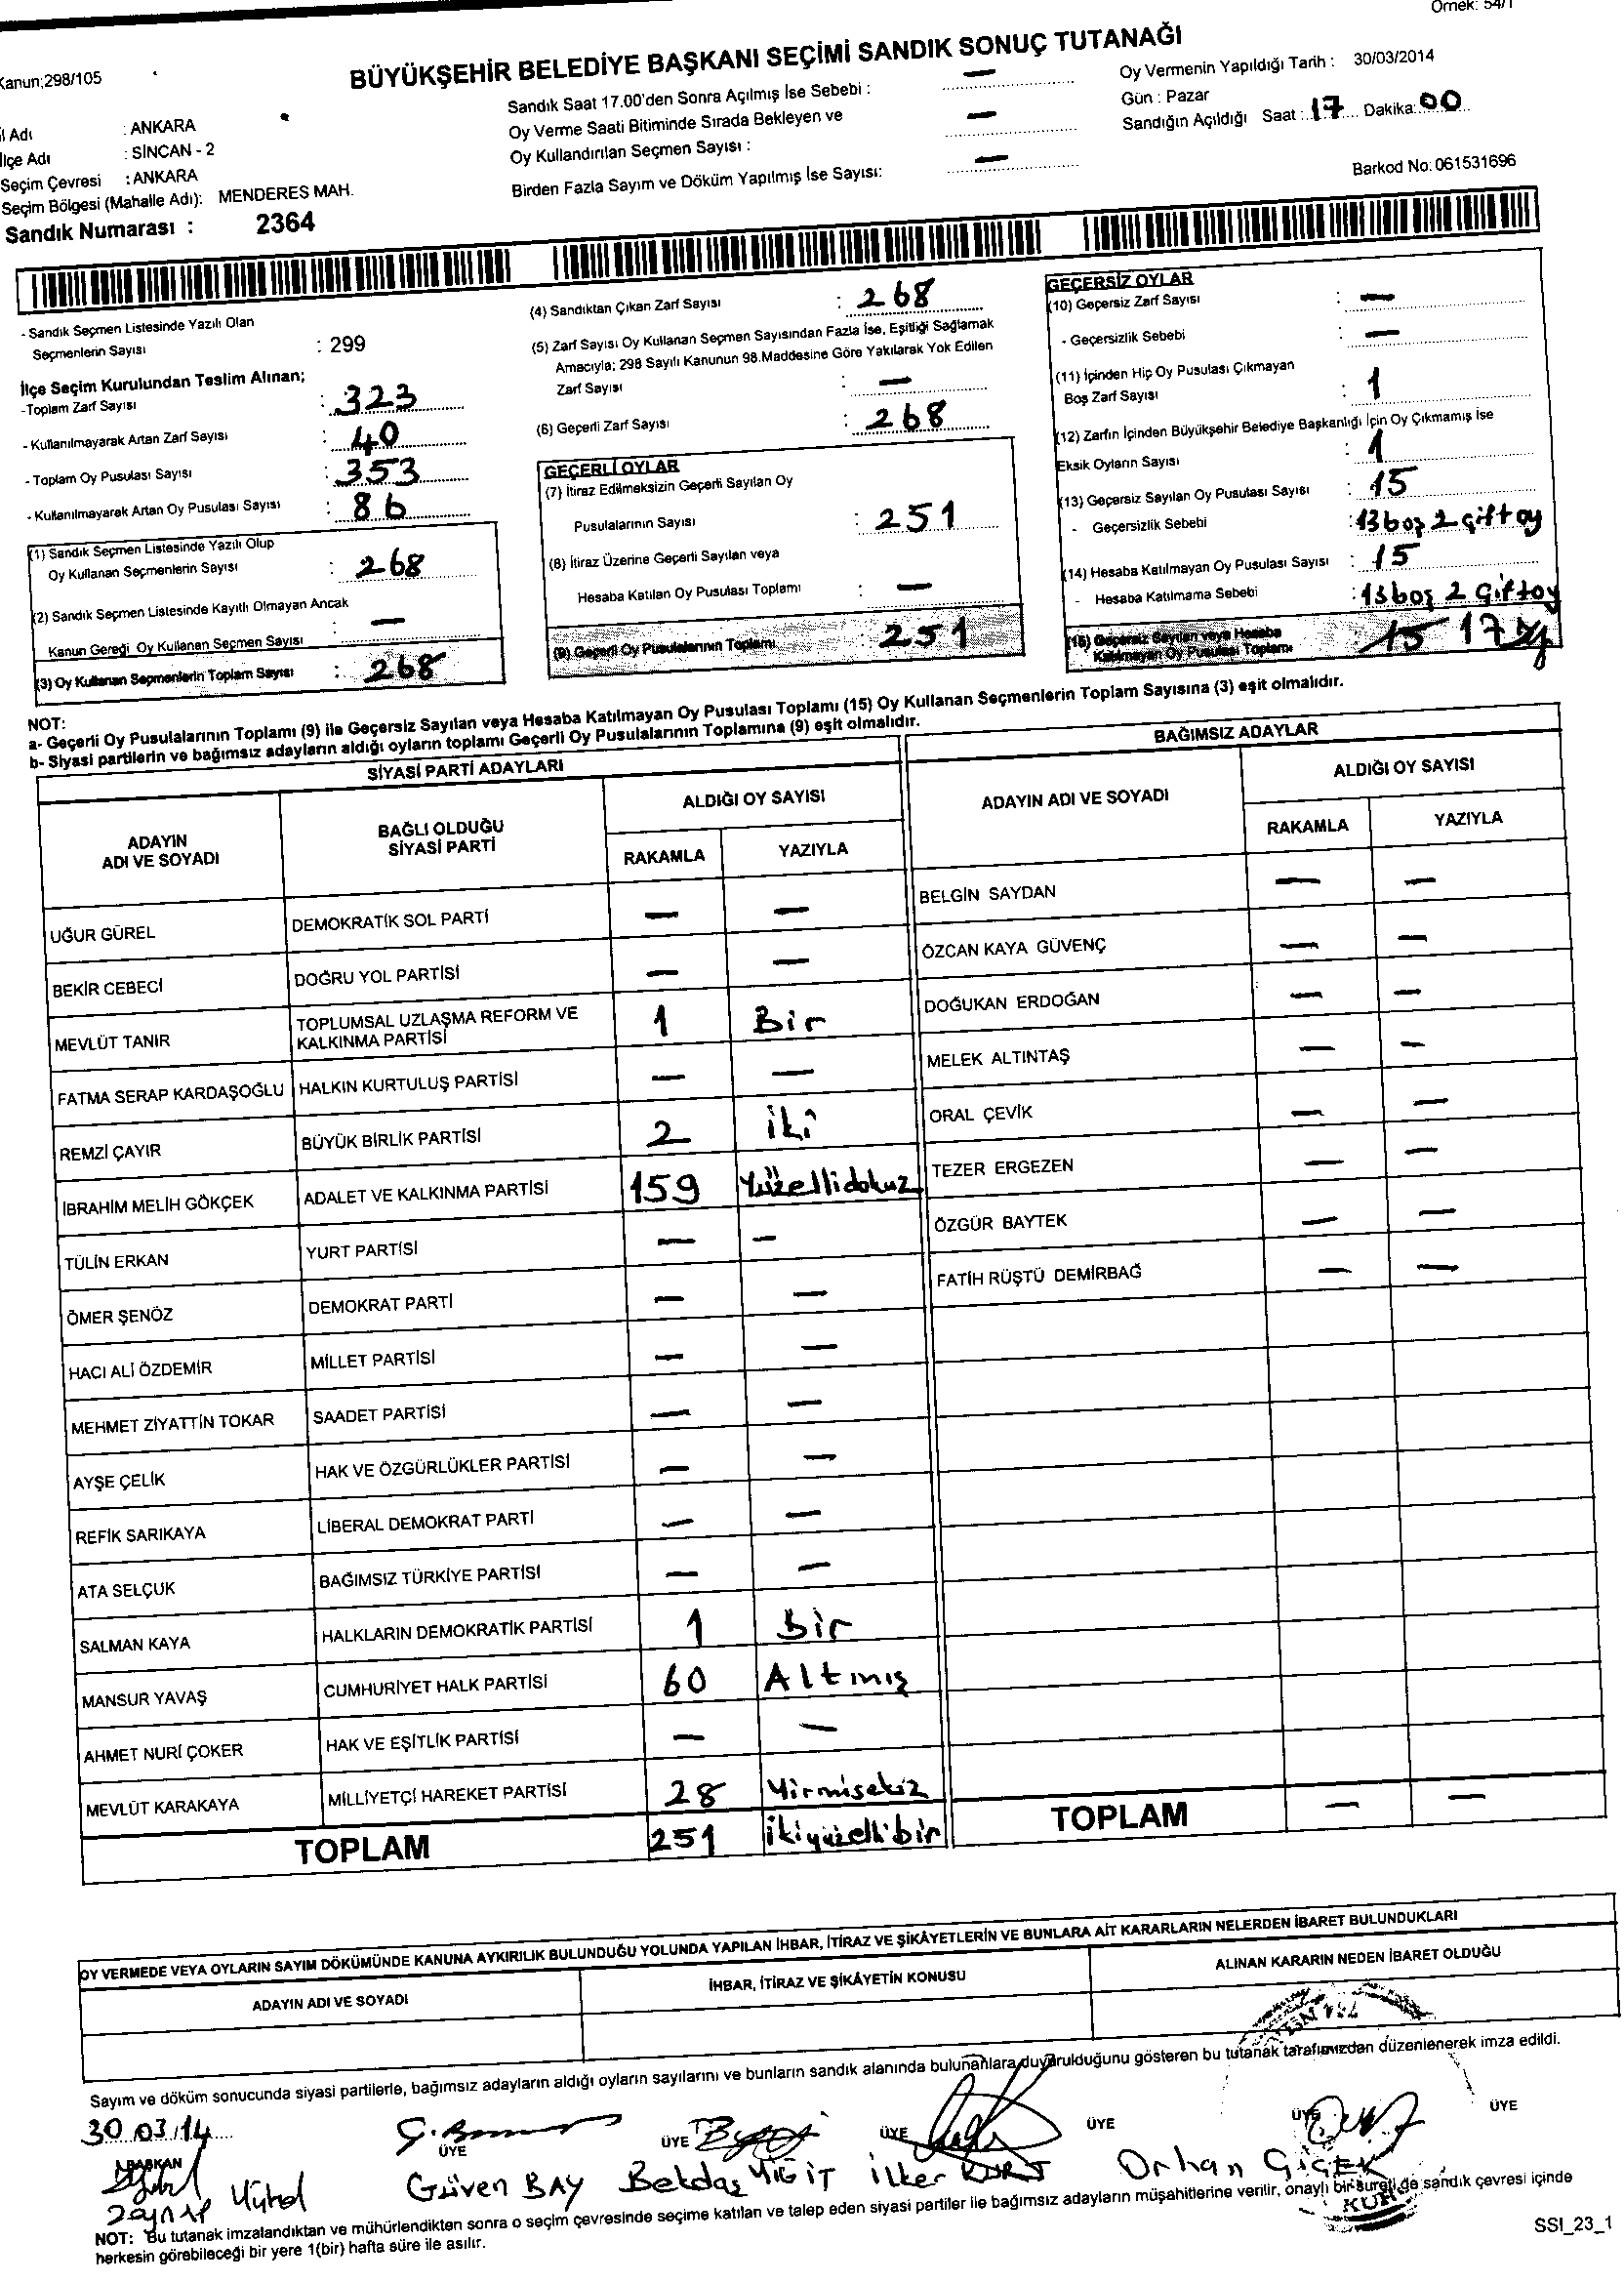 Örnek: 54/1
Kanun;298/105
BÜYÜKŞEHİR BELEDİYE BAŞKANI SEÇİMİ SANDIK SONUÇ TUTANAĞI
Sandık Saat 17.00'den Sonra Açılmış İse Sebebi : —
Oy Verme Saati Bitiminde Sırada Bekleyen ve
Oy Kullandırılan Seçmen Sayısı : —
Birden Fazla Sayım ve Döküm Yapılmış İse Sayısı: —
Oy Vermenin Yapıldığı Tarih : 30/03/2014
Gün : Pazar
Sandığın Açıldığı Saat : 17 Dakika: 00
Barkod No: 061531696
İl Adı : ANKARA
İlçe Adı : SİNCAN - 2
Seçim Çevresi : ANKARA
Seçim Bölgesi (Mahalle Adı): MENDERES MAH.
Sandık Numarası : 2364
- Sandık Seçmen Listesinde Yazılı Olan
Seçmenlerin Sayısı : 299
İlçe Seçim Kurulundan Teslim Alınan;
-Toplam Zarf Sayısı : 323
- Kullanılmayarak Artan Zarf Sayısı : 40
- Toplam Oy Pusulası Sayısı : 353
- Kullanılmayarak Artan Oy Pusulası Sayısı : 86
(1) Sandık Seçmen Listesinde Yazılı Olup
Oy Kullanan Seçmenlerin Sayısı : 268
(2) Sandık Seçmen Listesinde Kayıtlı Olmayan Ancak
Kanun Gereği Oy Kullanan Seçmen Sayısı : —
(3) Oy Kullanan Seçmenlerin Toplam Sayısı : 268
(4) Sandıktan Çıkan Zarf Sayısı : 268
(5) Zarf Sayısı Oy Kullanan Seçmen Sayısından Fazla İse, Eşitliği Sağlamak
Amacıyla; 298 Sayılı Kanunun 98.Maddesine Göre Yakılarak Yok Edilen
Zarf Sayısı : —
(6) Geçerli Zarf Sayısı : 268
GEÇERLİ OYLAR
(7) İtiraz Edilmeksizin Geçerli Sayılan Oy
Pusulalarının Sayısı : 251
(8) İtiraz Üzerine Geçerli Sayılan veya
Hesaba Katılan Oy Pusulası Toplamı : —
(9) Geçerli Oy Pusulalarının Toplamı : 251
GEÇERSİZ OYLAR
(10) Geçersiz Zarf Sayısı : —
- Geçersizlik Sebebi : —
(11) İçinden Hiç Oy Pusulası Çıkmayan
Boş Zarf Sayısı : 1
(12) Zarfın İçinden Büyükşehir Belediye Başkanlığı İçin Oy Çıkmamış İse
Eksik Oyların Sayısı : 1
(13) Geçersiz Sayılan Oy Pusulası Sayısı : 15
- Geçersizlik Sebebi : 13 boş 2 çift oy
(14) Hesaba Katılmayan Oy Pusulası Sayısı : 15
- Hesaba Katılmama Sebebi : 13 boş 2 Çift oy
(15) Geçersiz Sayılan veya Hesaba
Katılmayan Oy Pusulası Toplamı : 15 17
NOT:
a- Geçerli Oy Pusulalarının Toplamı (9) ile Geçersiz Sayılan veya Hesaba Katılmayan Oy Pusulası Toplamı (15) Oy Kullanan Seçmenlerin Toplam Sayısına (3) eşit olmalıdır.
b- Siyasi partilerin ve bağımsız adayların aldığı oyların toplamı Geçerli Oy Pusulalarının Toplamına (9) eşit olmalıdır.
SİYASİ PARTİ ADAYLARI
ADAYIN ADI VE SOYADI
BAĞLI OLDUĞU SİYASİ PARTİ
ALDIĞI OY SAYISI
RAKAMLA YAZIYLA
UĞUR GÜREL DEMOKRATİK SOL PARTİ — —
BEKİR CEBECİ DOĞRU YOL PARTİSİ — —
MEVLÜT TANIR TOPLUMSAL UZLAŞMA REFORM VE KALKINMA PARTİSİ 1 Bir
FATMA SERAP KARDAŞOĞLU HALKIN KURTULUŞ PARTİSİ — —
REMZİ ÇAYIR BÜYÜK BİRLİK PARTİSİ 2 iki
İBRAHİM MELİH GÖKÇEK ADALET VE KALKINMA PARTİSİ 159 Yüzellidokuz
TÜLİN ERKAN YURT PARTİSİ — —
ÖMER ŞENÖZ DEMOKRAT PARTİ — —
HACI ALİ ÖZDEMİR MİLLET PARTİSİ — —
MEHMET ZİYATTİN TOKAR SAADET PARTİSİ — —
AYŞE ÇELİK HAK VE ÖZGÜRLÜKLER PARTİSİ — —
REFİK SARIKAYA LİBERAL DEMOKRAT PARTİ — —
ATA SELÇUK BAĞIMSIZ TÜRKİYE PARTİSİ — —
SALMAN KAYA HALKLARIN DEMOKRATİK PARTİSİ 1 Bir
MANSUR YAVAŞ CUMHURİYET HALK PARTİSİ 60 Altmış
AHMET NURİ ÇOKER HAK VE EŞİTLİK PARTİSİ — —
MEVLÜT KARAKAYA MİLLİYETÇİ HAREKET PARTİSİ 28 Yirmisekiz
TOPLAM 251 ikiyüzellibir
BAĞIMSIZ ADAYLAR
ADAYIN ADI VE SOYADI
ALDIĞI OY SAYISI
RAKAMLA YAZIYLA
BELGİN SAYDAN — —
ÖZCAN KAYA GÜVENÇ — —
DOĞUKAN ERDOĞAN — —
MELEK ALTINTAŞ — —
ORAL ÇEVİK — —
TEZER ERGEZEN — —
ÖZGÜR BAYTEK — —
FATİH RÜŞTÜ DEMİRBAĞ — —
TOPLAM — —
OY VERMEDE VEYA OYLARIN SAYIM DÖKÜMÜNDE KANUNA AYKIRILIK BULUNDUĞU YOLUNDA YAPILAN İHBAR, İTİRAZ VE ŞİKÂYETLERİN VE BUNLARA AİT KARARLARIN NELERDEN İBARET BULUNDUKLARI
ADAYIN ADI VE SOYADI
İHBAR, İTİRAZ VE ŞİKÂYETİN KONUSU
ALINAN KARARIN NEDEN İBARET OLDUĞU
Sayım ve döküm sonucunda siyasi partilerle, bağımsız adayların aldığı oyların sayılarını ve bunların sandık alanında bulunanlara duyurulduğunu gösteren bu tutanak tarafımızdan düzenlenerek imza edildi.
30.03.14
BAŞKAN ÜYE ÜYE ÜYE ÜYE ÜYE ÜYE
Güven BAY Bektaş YİĞİT İlker KURT Orhan ÇİÇEK
NOT: Bu tutanak imzalandıktan ve mühürlendikten sonra o seçim çevresinde seçime katılan ve talep eden siyasi partiler ile bağımsız adayların müşahitlerine verilir, onaylı bir sureti de sandık çevresi içinde
herkesin görebileceği bir yere 1(bir) hafta süre ile asılır.
SSI_23_1